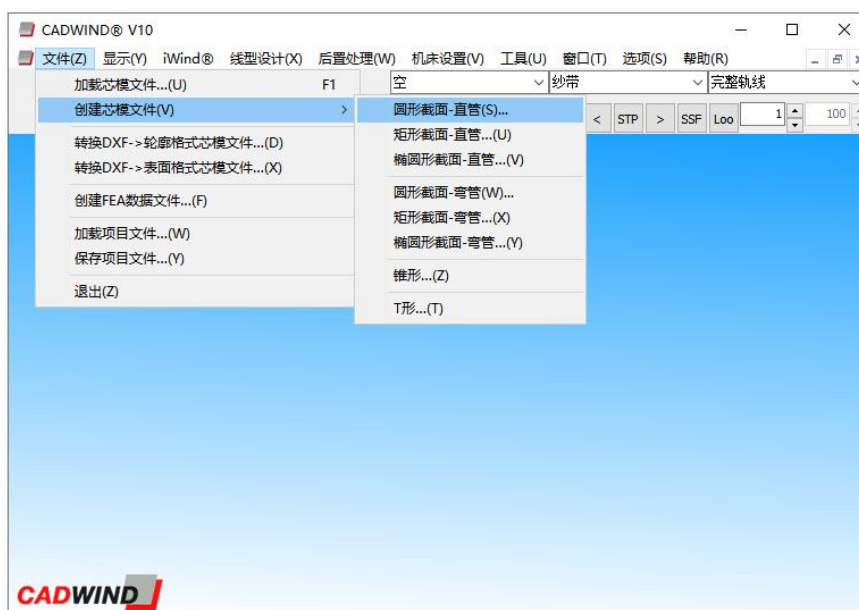 CADWIND® V10
文件(Z) 显示(Y) iWind® 线型设计(X) 后置处理(W) 机床设置(V) 工具(U) 窗口(T) 选项(S) 帮助(R)
加载芯模文件...(U) F1
空 纱带 完整轨线
创建芯模文件(V)
圆形截面-直管(S)...
< STP > SSF Loo 1 100
矩形截面-直管...(U)
转换DXF->轮廓格式芯模文件...(D)
椭圆形截面-直管...(V)
转换DXF->表面格式芯模文件...(X)
圆形截面-弯管(W)...
创建FEA数据文件...(F)
矩形截面-弯管...(X)
加载项目文件...(W)
椭圆形截面-弯管...(Y)
保存项目文件...(Y)
锥形...(Z)
退出(Z)
T形...(T)
CADWIND